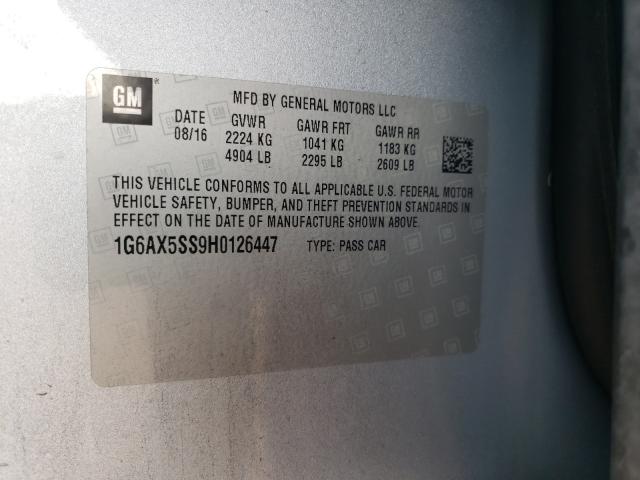 GM
MFD BY GENERAL MOTORS LLC
DATE GVWR GAWR FRT GAWR RR
08/16 2224 KG 1041 KG 1183 KG
4904 LB 2295 LB 2609 LB
THIS VEHICLE CONFORMS TO ALL APPLICABLE U.S. FEDERAL MOTOR
VEHICLE SAFETY, BUMPER, AND THEFT PREVENTION STANDARDS IN
EFFECT ON THE DATE OF MANUFACTURE SHOWN ABOVE.
1G6AX5SS9H0126447 TYPE: PASS CAR